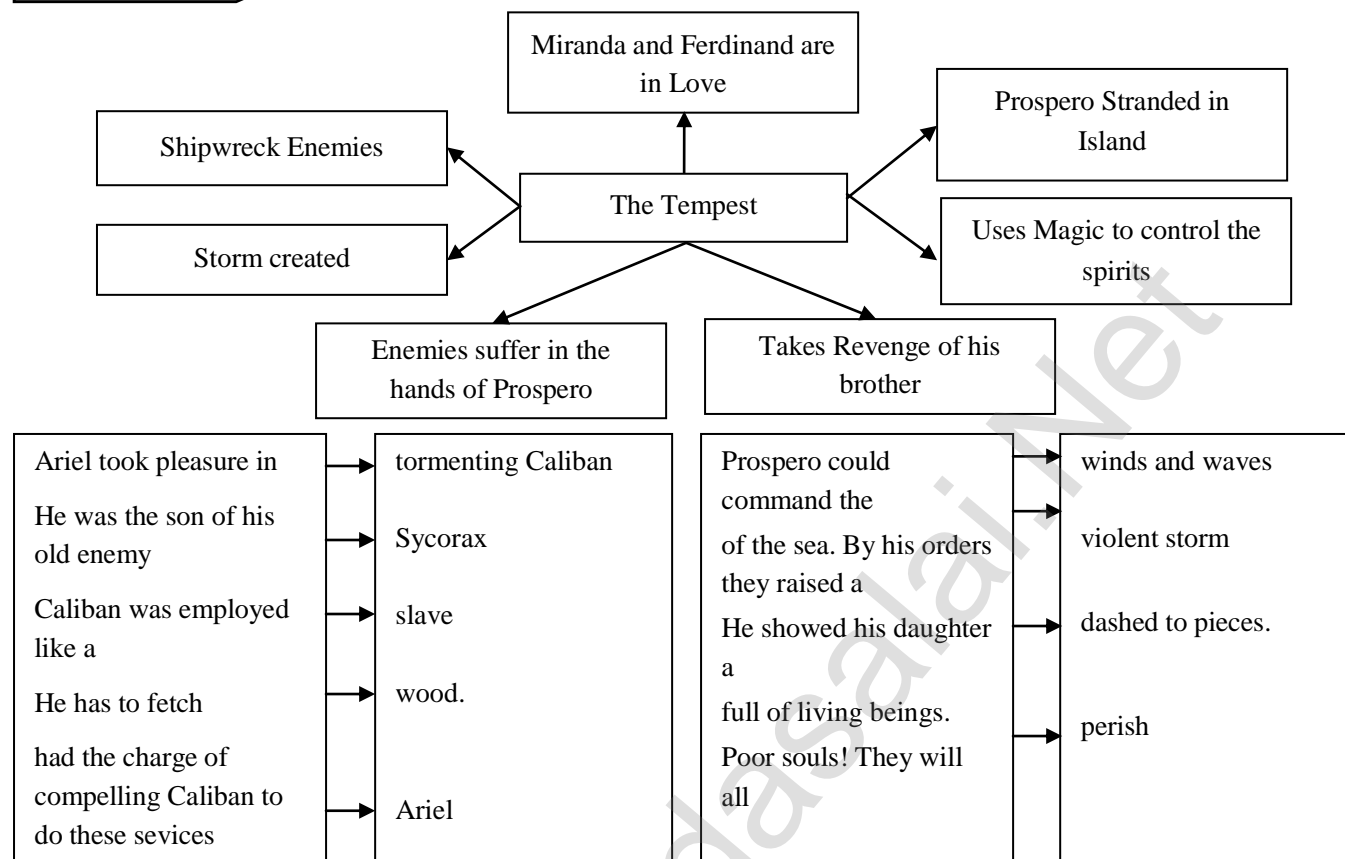 Miranda and Ferdinand are
in Love
Prospero Stranded in
Island
Shipwreck Enemies
The Tempest
Uses Magic to control the
spirits
Storm created
Enemies suffer in the
hands of Prospero
Takes Revenge of his
brother
Ariel took pleasure in
He was the son of his
old enemy
Caliban was employed
like a
He has to fetch
had the charge of
compelling Caliban to
do these sevices
tormenting Caliban
Sycorax
slave
wood.
Ariel
Prospero could
command the
of the sea. By his orders
they raised a
He showed his daughter
a
full of living beings.
Poor souls! They will
all
winds and waves
violent storm
dashed to pieces.
perish
dasalai.Net